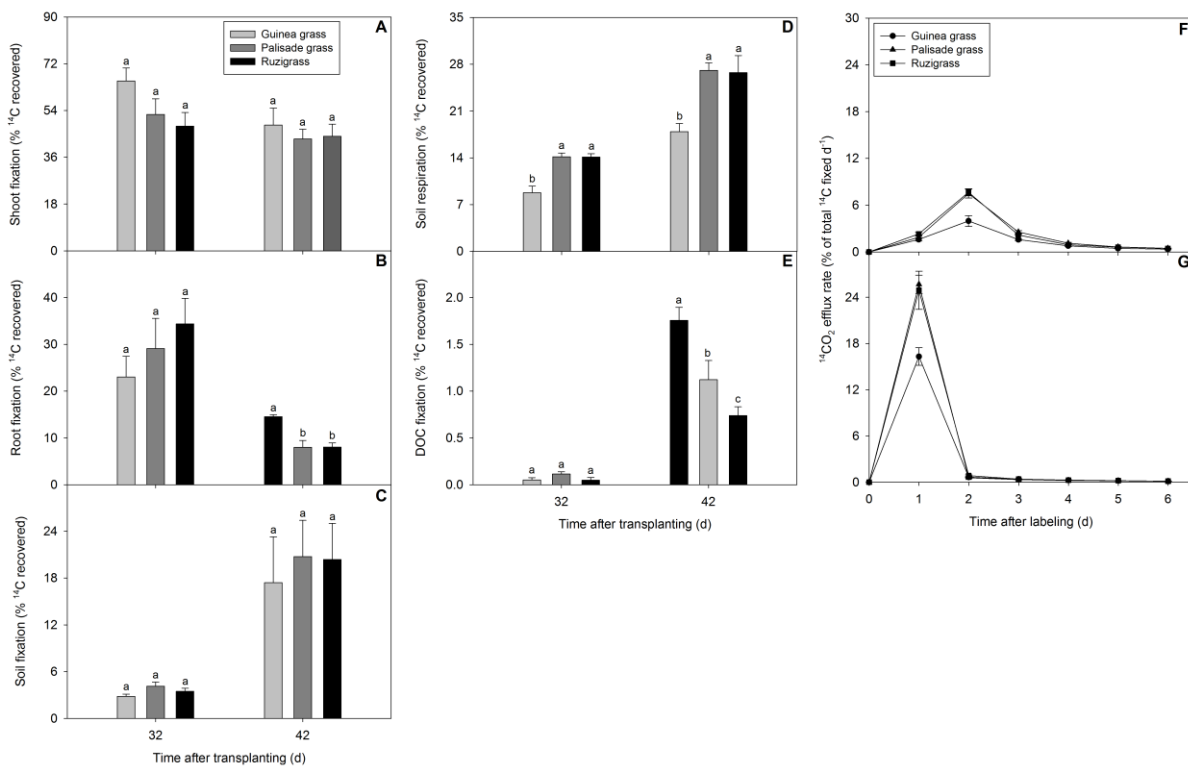 A
Guinea grass
Palisade grass
Ruzigrass
Shoot fixation (% ¹⁴C recovered)
90
72
54
36
18
0
a a a a a a
B
Root fixation (% ¹⁴C recovered)
40
30
20
10
0
a a a a b b
C
Soil fixation (% ¹⁴C recovered)
24
18
12
6
0
a a a a a a
32 42
Time after transplanting (d)
D
Soil respiration (% ¹⁴C recovered)
35
28
21
14
7
0
b a a b a a
E
DOC fixation (% ¹⁴C recovered)
2.0
1.5
1.0
0.5
0.0
a a a a b c
32 42
Time after transplanting (d)
F
Guinea grass
Palisade grass
Ruzigrass
¹⁴CO₂ efflux rate (% of total ¹⁴C fixed d⁻¹)
30
24
18
12
6
0
G
24
18
12
6
0
0 1 2 3 4 5 6
Time after labeling (d)